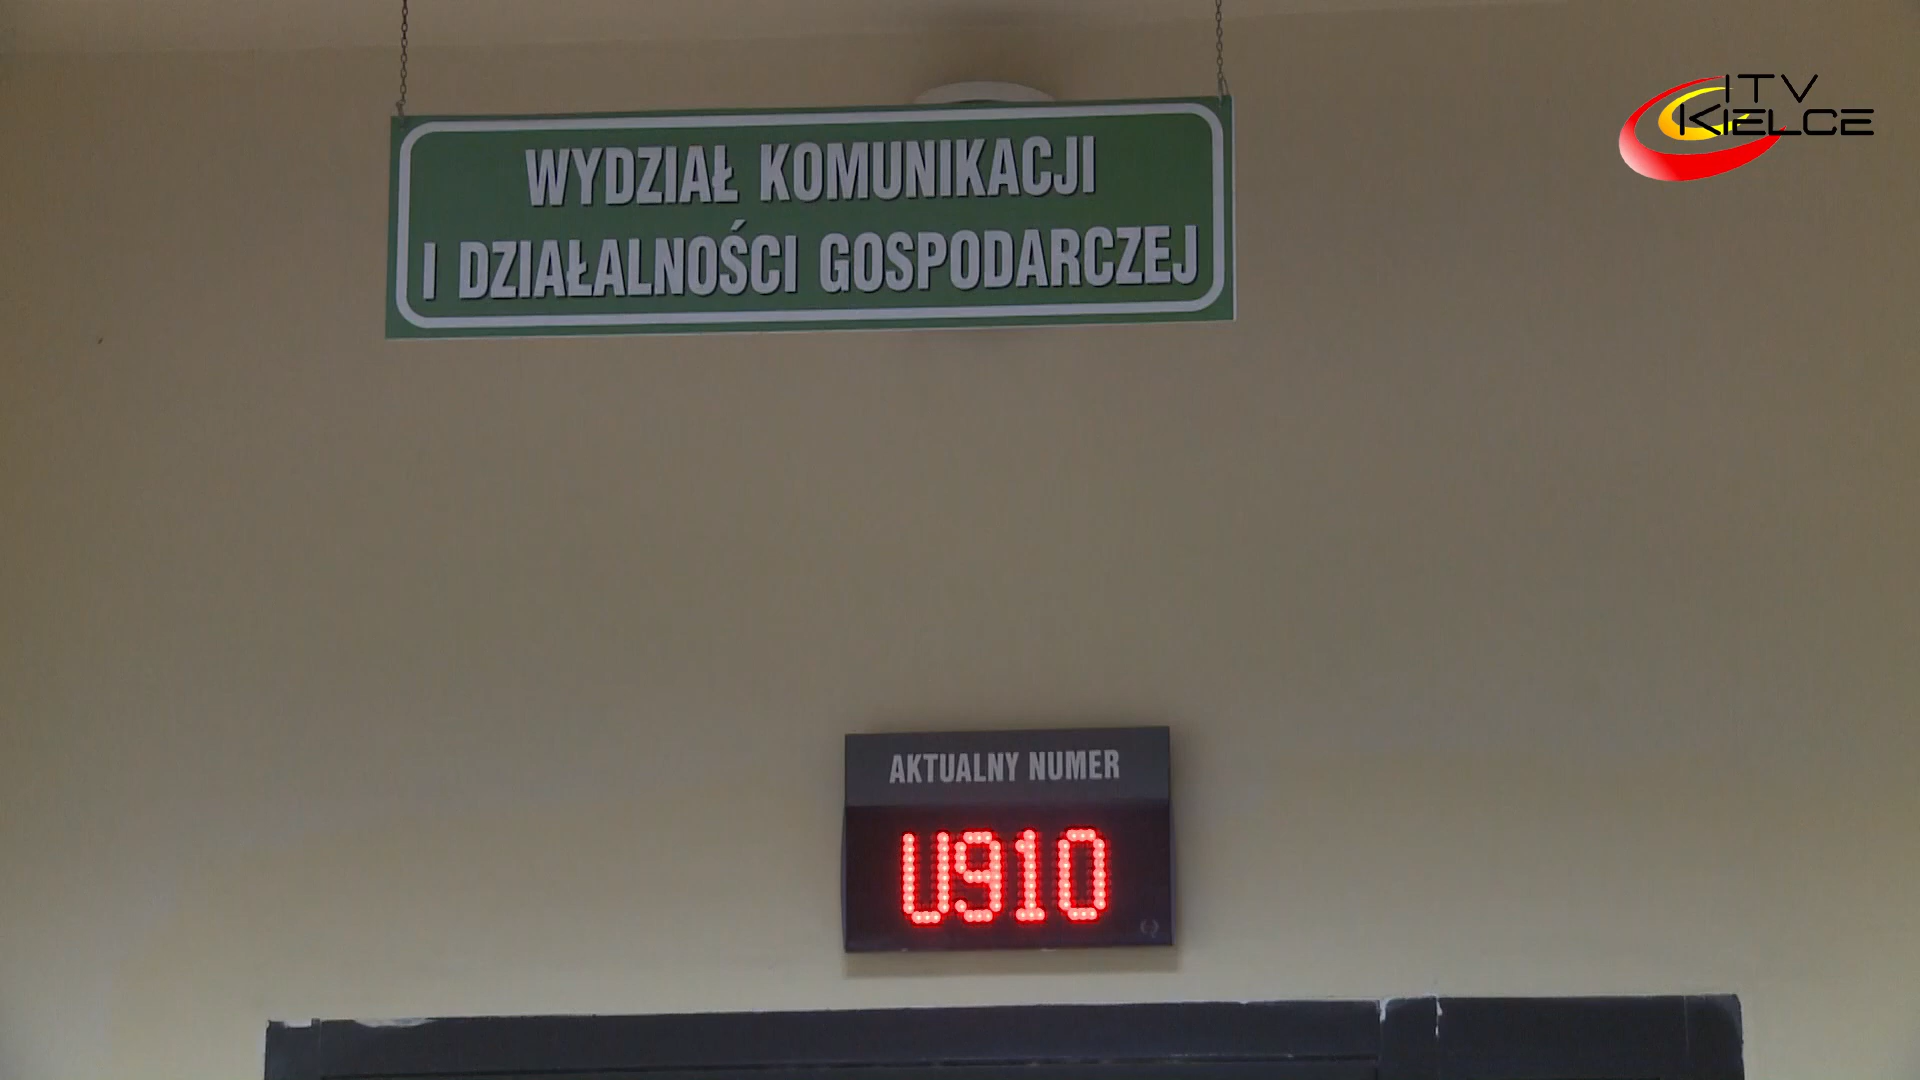 ITV
KIELCE
WYDZIAŁ KOMUNIKACJI
I DZIAŁALNOŚCI GOSPODARCZEJ
AKTUALNY NUMER
U910